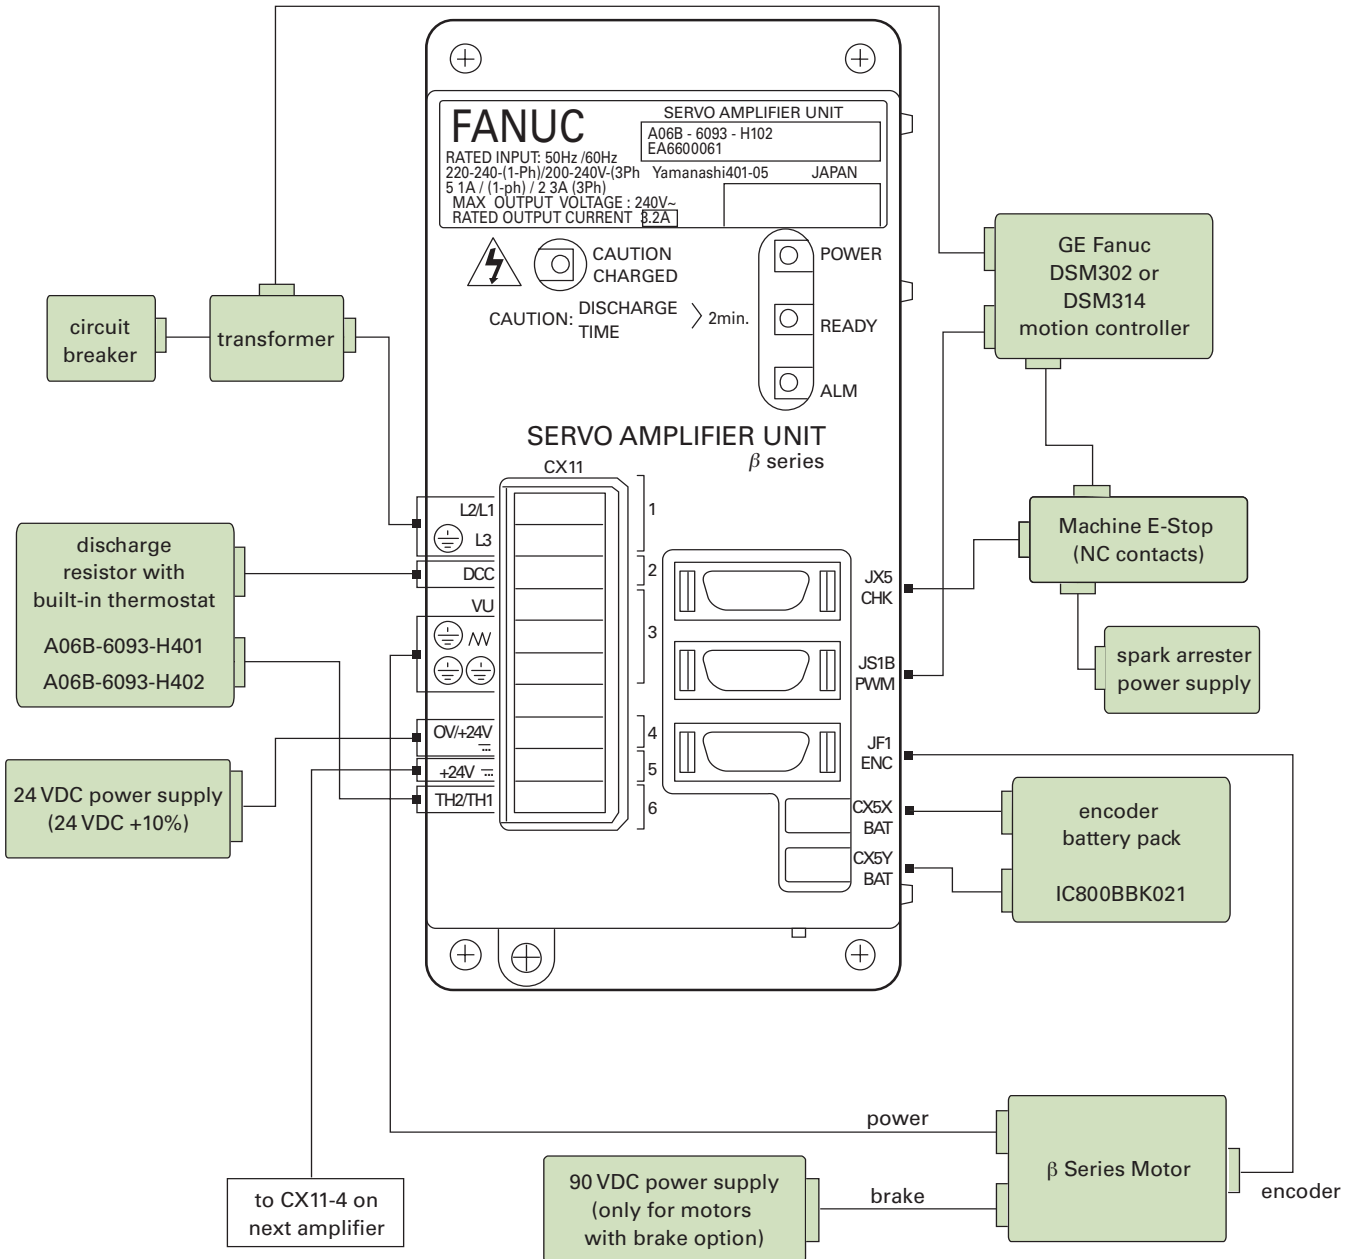 FANUC
SERVO AMPLIFIER UNIT
A06B - 6093 - H102
EA6600061
RATED INPUT: 50Hz /60Hz
220-240-(1-Ph)/200-240V-(3Ph Yamanashi401-05 JAPAN
5 1A / (1-ph) / 2 3A (3Ph)
MAX OUTPUT VOLTAGE : 240V~
RATED OUTPUT CURRENT 3.2A
CAUTION
CHARGED
CAUTION: DISCHARGE
TIME
2min.
POWER
READY
ALM
GE Fanuc
DSM302 or
DSM314
motion controller
circuit
breaker
transformer
SERVO AMPLIFIER UNIT
β series
CX11
L2/L1
L3
DCC
VU
W
0V/+24V
+24V
TH2/TH1
1
2
3
4
5
6
JX5
CHK
JS1B
PWM
JF1
ENC
CX5X
BAT
CX5Y
BAT
discharge
resistor with
built-in thermostat
A06B-6093-H401
A06B-6093-H402
24 VDC power supply
(24 VDC +10%)
Machine E-Stop
(NC contacts)
spark arrester
power supply
encoder
battery pack
IC800BBK021
power
β Series Motor
encoder
brake
90 VDC power supply
(only for motors
with brake option)
to CX11-4 on
next amplifier